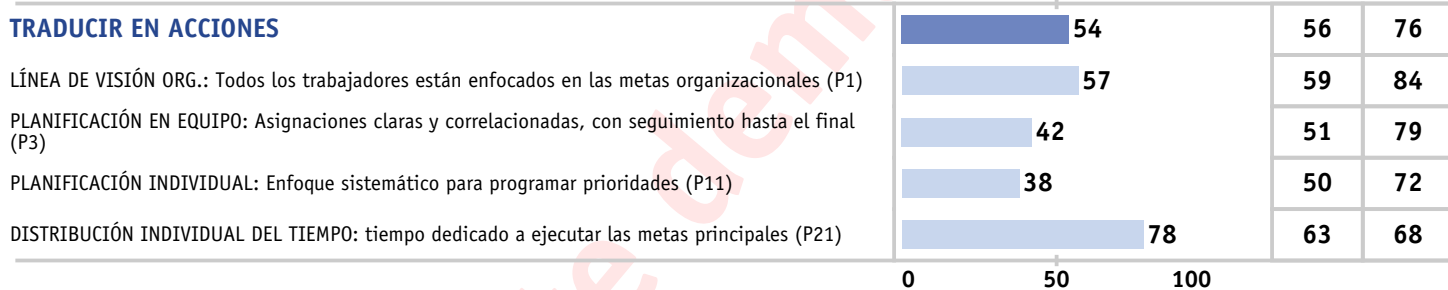 TRADUCIR EN ACCIONES 54 56 76
LÍNEA DE VISIÓN ORG.: Todos los trabajadores están enfocados en las metas organizacionales (P1) 57 59 84
PLANIFICACIÓN EN EQUIPO: Asignaciones claras y correlacionadas, con seguimiento hasta el final
(P3) 42 51 79
PLANIFICACIÓN INDIVIDUAL: Enfoque sistemático para programar prioridades (P11) 38 50 72
DISTRIBUCIÓN INDIVIDUAL DEL TIEMPO: tiempo dedicado a ejecutar las metas principales (P21) 78 63 68
0 50 100